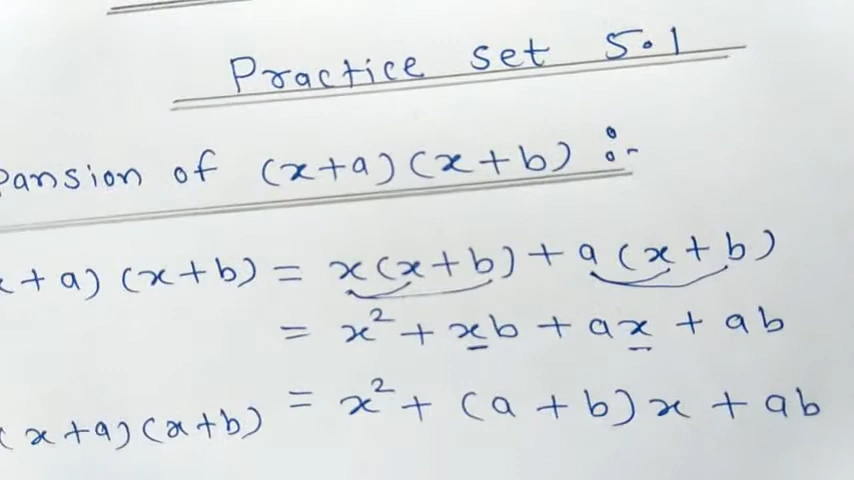 Practice set 5.1
pansion of (x+a)(x+b) :-
x+a)(x+b) = x(x+b)+a(x+b)
= x²+xb+ax+ab
(x+a)(x+b) = x²+(a+b)x+ab